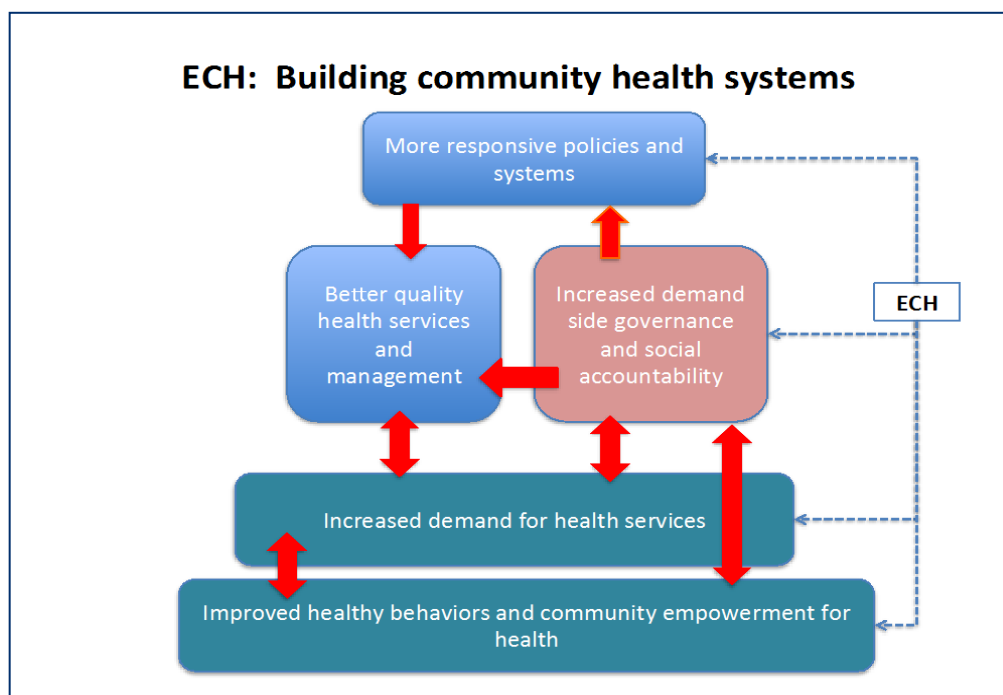 ECH:  Building community health systems
More responsive policies and
systems
Better quality
health services
and
management
Increased demand
side governance
and social
accountability
ECH
Increased demand for health services
Improved healthy behaviors and community empowerment for
health